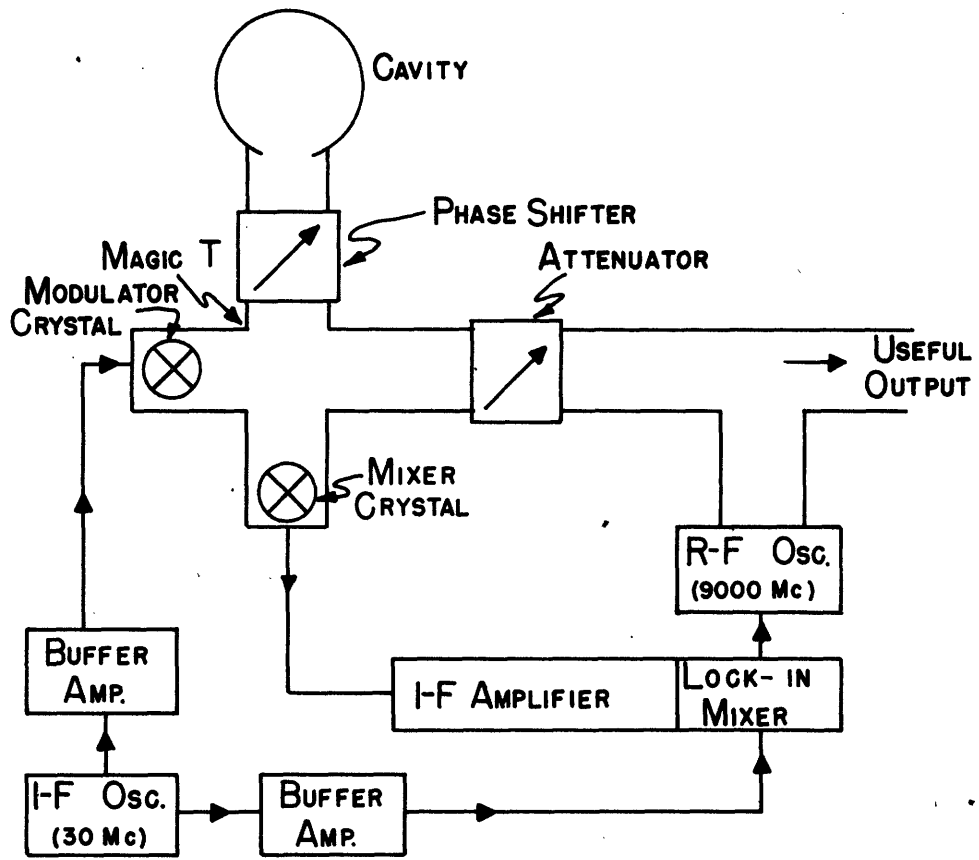 CAVITY
PHASE SHIFTER
MAGIC T
ATTENUATOR
MODULATOR
CRYSTAL
USEFUL
OUTPUT
MIXER
CRYSTAL
R-F OSC.
(9000 MC)
BUFFER
AMP.
I-F AMPLIFIER
LOCK-IN
MIXER
I-F OSC.
(30 MC)
BUFFER
AMP.